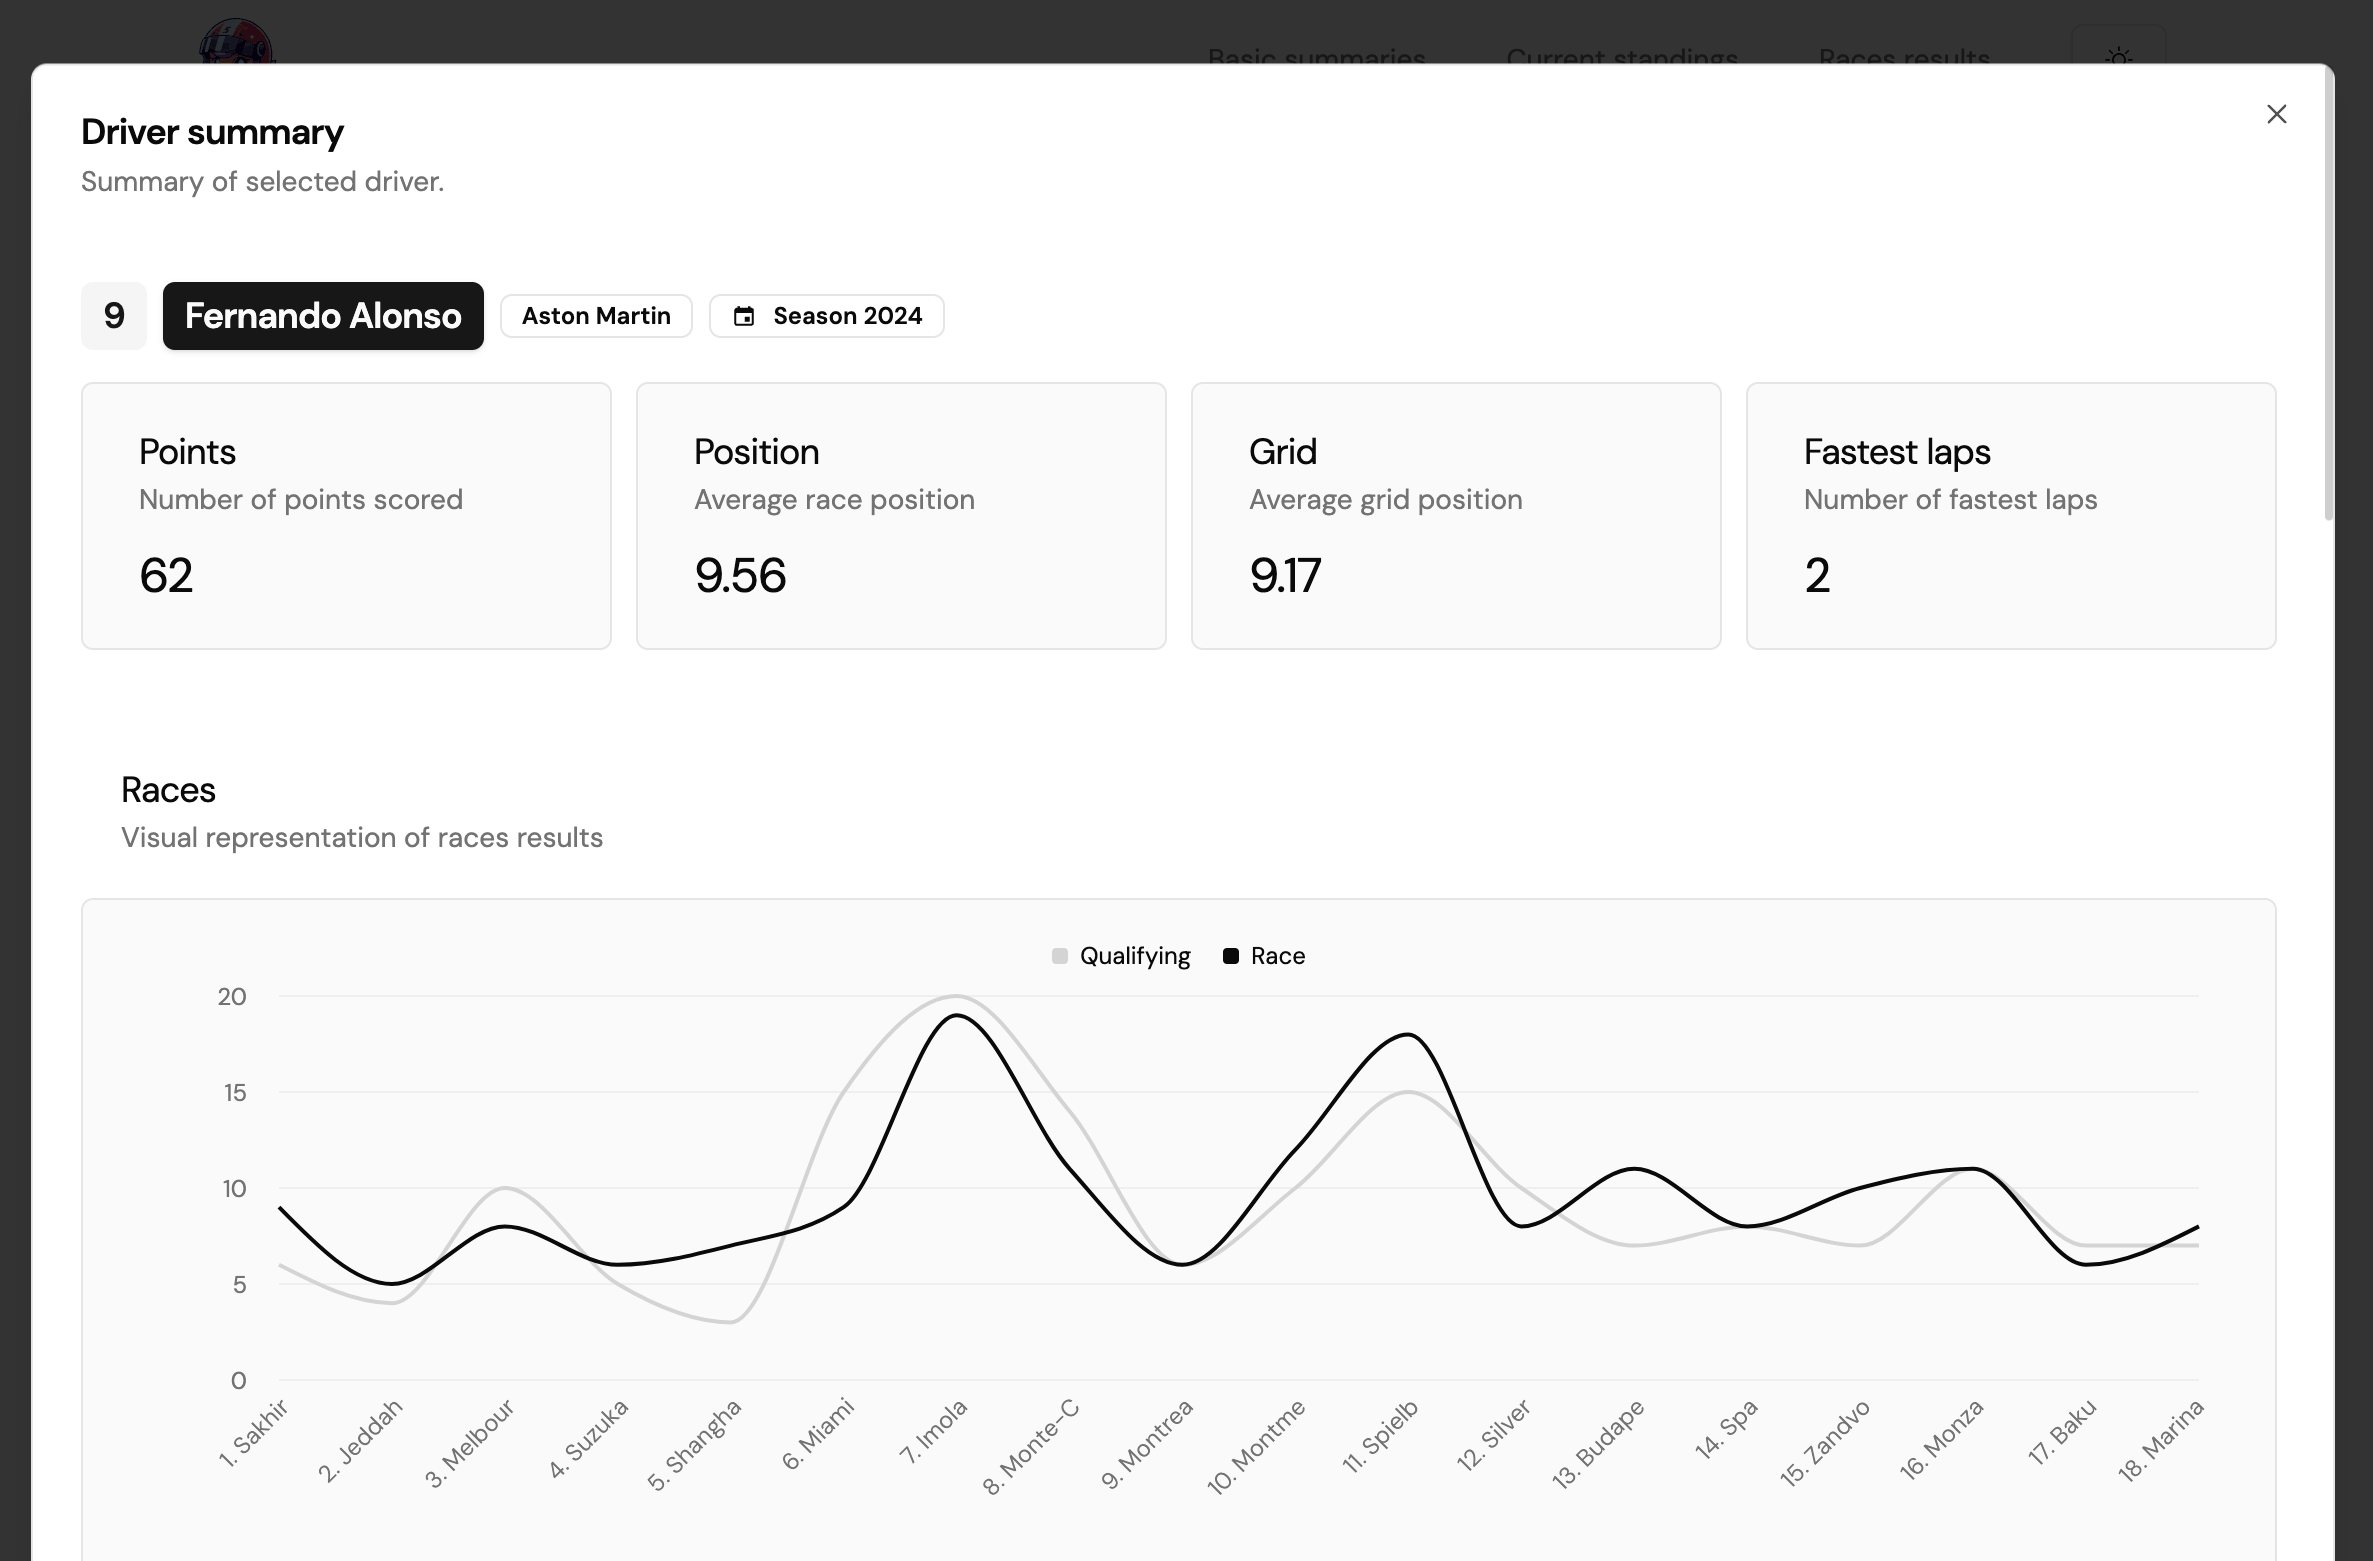 Basic summaries Current standings Races results
Driver summary
Summary of selected driver.
9 Fernando Alonso Aston Martin Season 2024
Points
Number of points scored
62
Position
Average race position
9.56
Grid
Average grid position
9.17
Fastest laps
Number of fastest laps
2
Races
Visual representation of races results
Qualifying Race
20
15
10
5
0
1. Sakhir
2. Jeddah
3. Melbour
4. Suzuka
5. Shangha
6. Miami
7. Imola
8. Monte-C
9. Montrea
10. Montme
11. Spielb
12. Silver
13. Budape
14. Spa
15. Zandvo
16. Monza
17. Baku
18. Marina